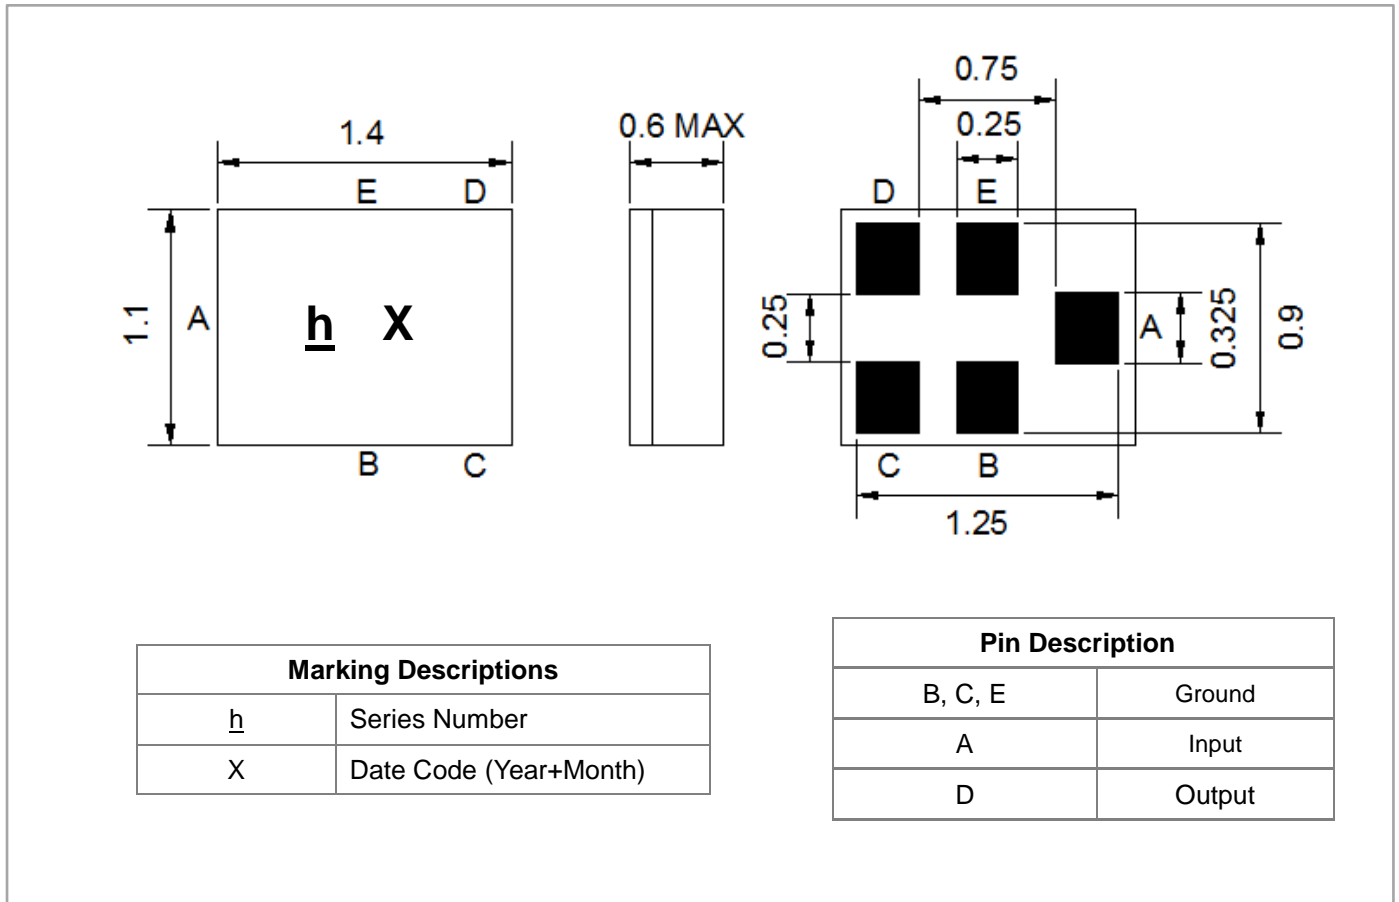 0.75
1.4
0.6 MAX
0.25
E D
D E
1.1
A
h X
0.25
A
0.325
0.9
B C
C B
1.25
Marking Descriptions
h Series Number
X Date Code (Year+Month)
Pin Description
B, C, E Ground
A Input
D Output